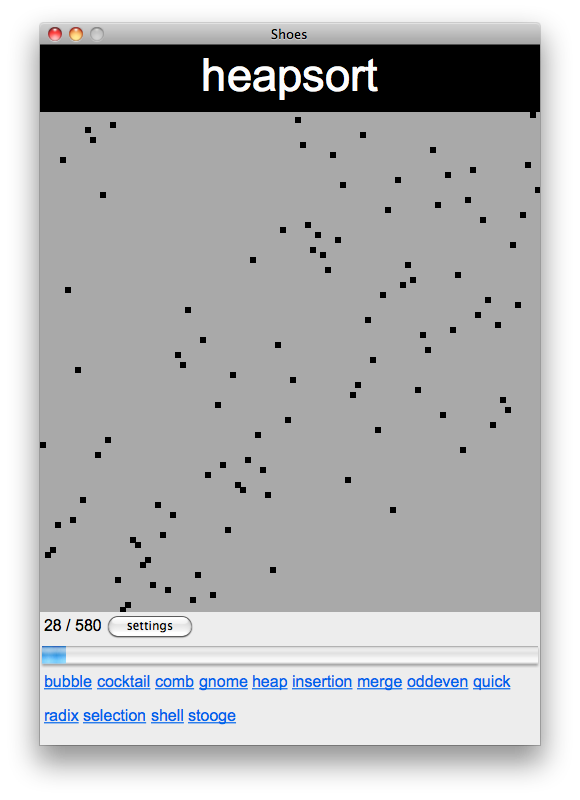 Shoes
heapsort
28 / 580 settings
bubble cocktail comb gnome heap insertion merge oddeven quick
radix selection shell stooge